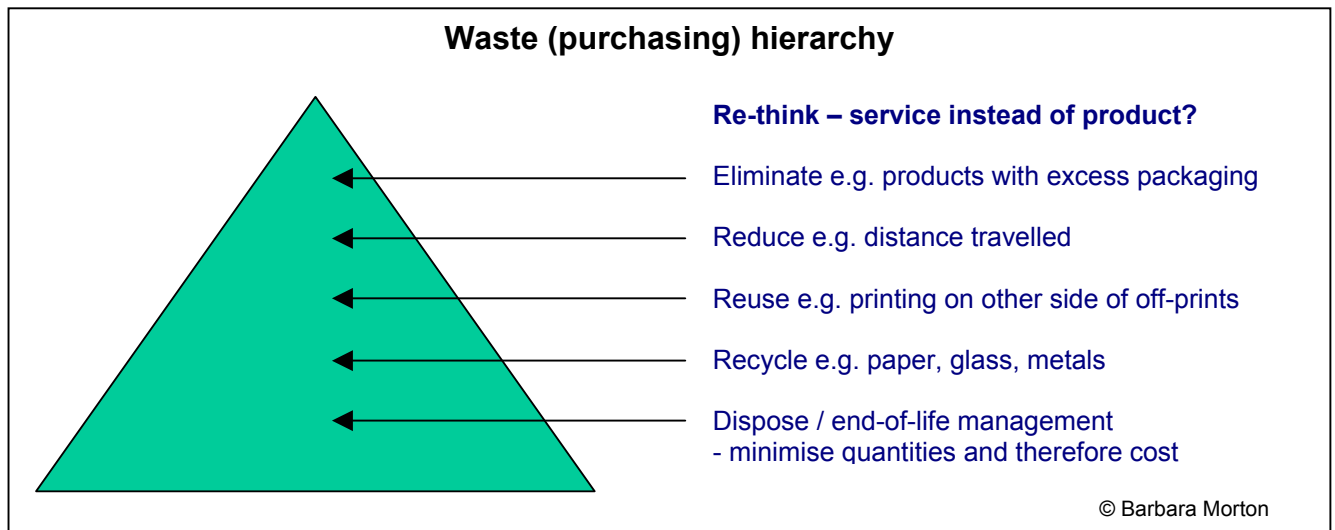 Waste (purchasing) hierarchy
Re-think – service instead of product?
Eliminate e.g. products with excess packaging
Reduce e.g. distance travelled
Reuse e.g. printing on other side of off-prints
Recycle e.g. paper, glass, metals
Dispose / end-of-life management
- minimise quantities and therefore cost
© Barbara Morton